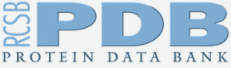 RCSB
PDB
PROTEIN DATA BANK